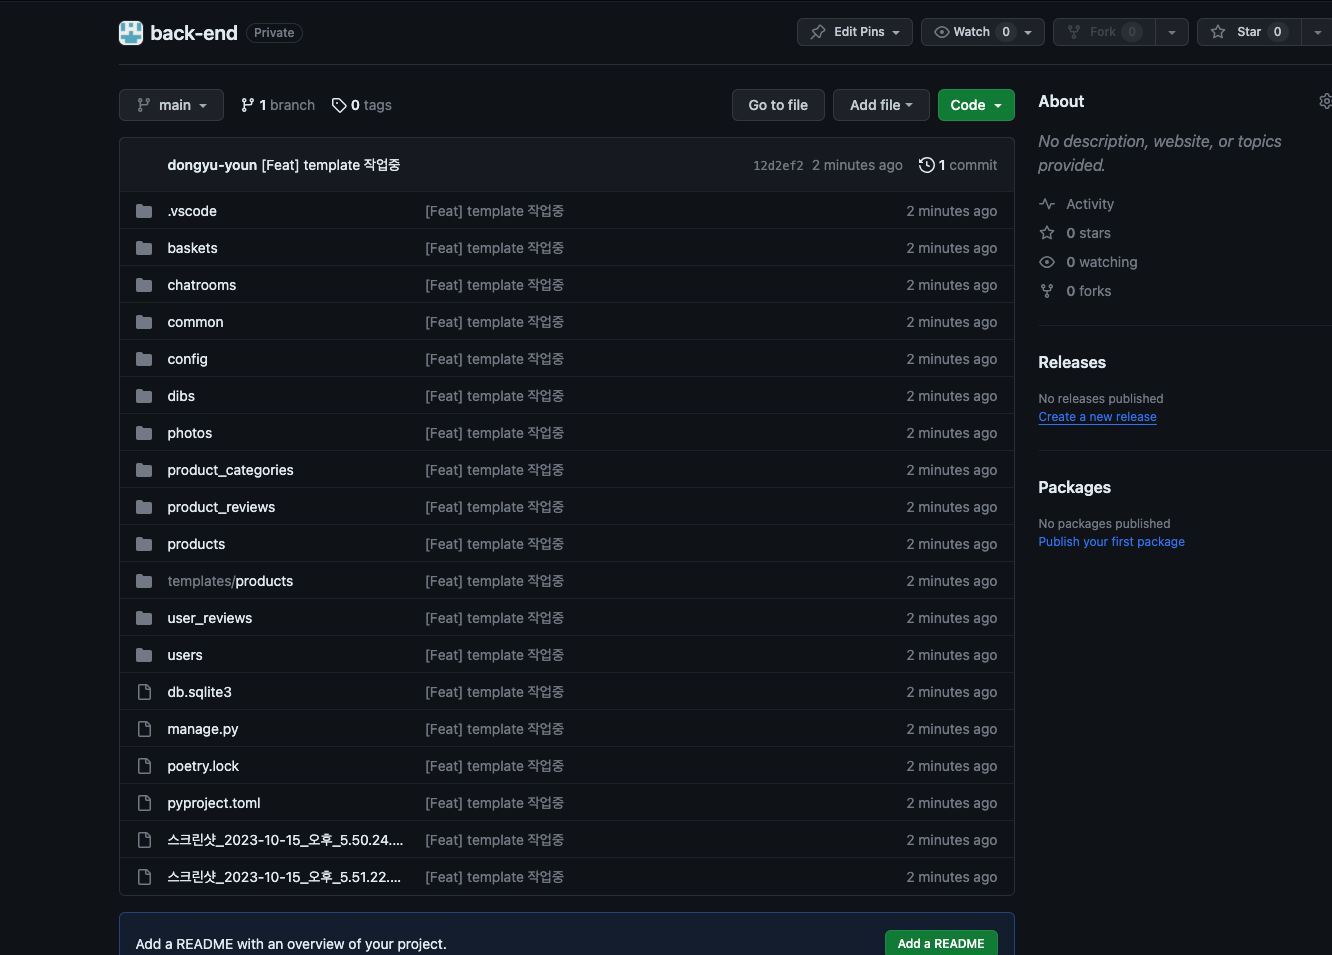 back-end Private Edit Pins Watch 0 Fork 0 Star 0
main 1 branch 0 tags Go to file Add file Code
dongyu-youn [Feat] template 작업중 12d2ef2 2 minutes ago 1 commit
.vscode [Feat] template 작업중 2 minutes ago
baskets [Feat] template 작업중 2 minutes ago
chatrooms [Feat] template 작업중 2 minutes ago
common [Feat] template 작업중 2 minutes ago
config [Feat] template 작업중 2 minutes ago
dibs [Feat] template 작업중 2 minutes ago
photos [Feat] template 작업중 2 minutes ago
product_categories [Feat] template 작업중 2 minutes ago
product_reviews [Feat] template 작업중 2 minutes ago
products [Feat] template 작업중 2 minutes ago
templates/products [Feat] template 작업중 2 minutes ago
user_reviews [Feat] template 작업중 2 minutes ago
users [Feat] template 작업중 2 minutes ago
db.sqlite3 [Feat] template 작업중 2 minutes ago
manage.py [Feat] template 작업중 2 minutes ago
poetry.lock [Feat] template 작업중 2 minutes ago
pyproject.toml [Feat] template 작업중 2 minutes ago
스크린샷_2023-10-15_오후_5.50.24.... [Feat] template 작업중 2 minutes ago
스크린샷_2023-10-15_오후_5.51.22.... [Feat] template 작업중 2 minutes ago
Add a README with an overview of your project. Add a README
About
No description, website, or topics
provided.
Activity
0 stars
0 watching
0 forks
Releases
No releases published
Create a new release
Packages
No packages published
Publish your first package